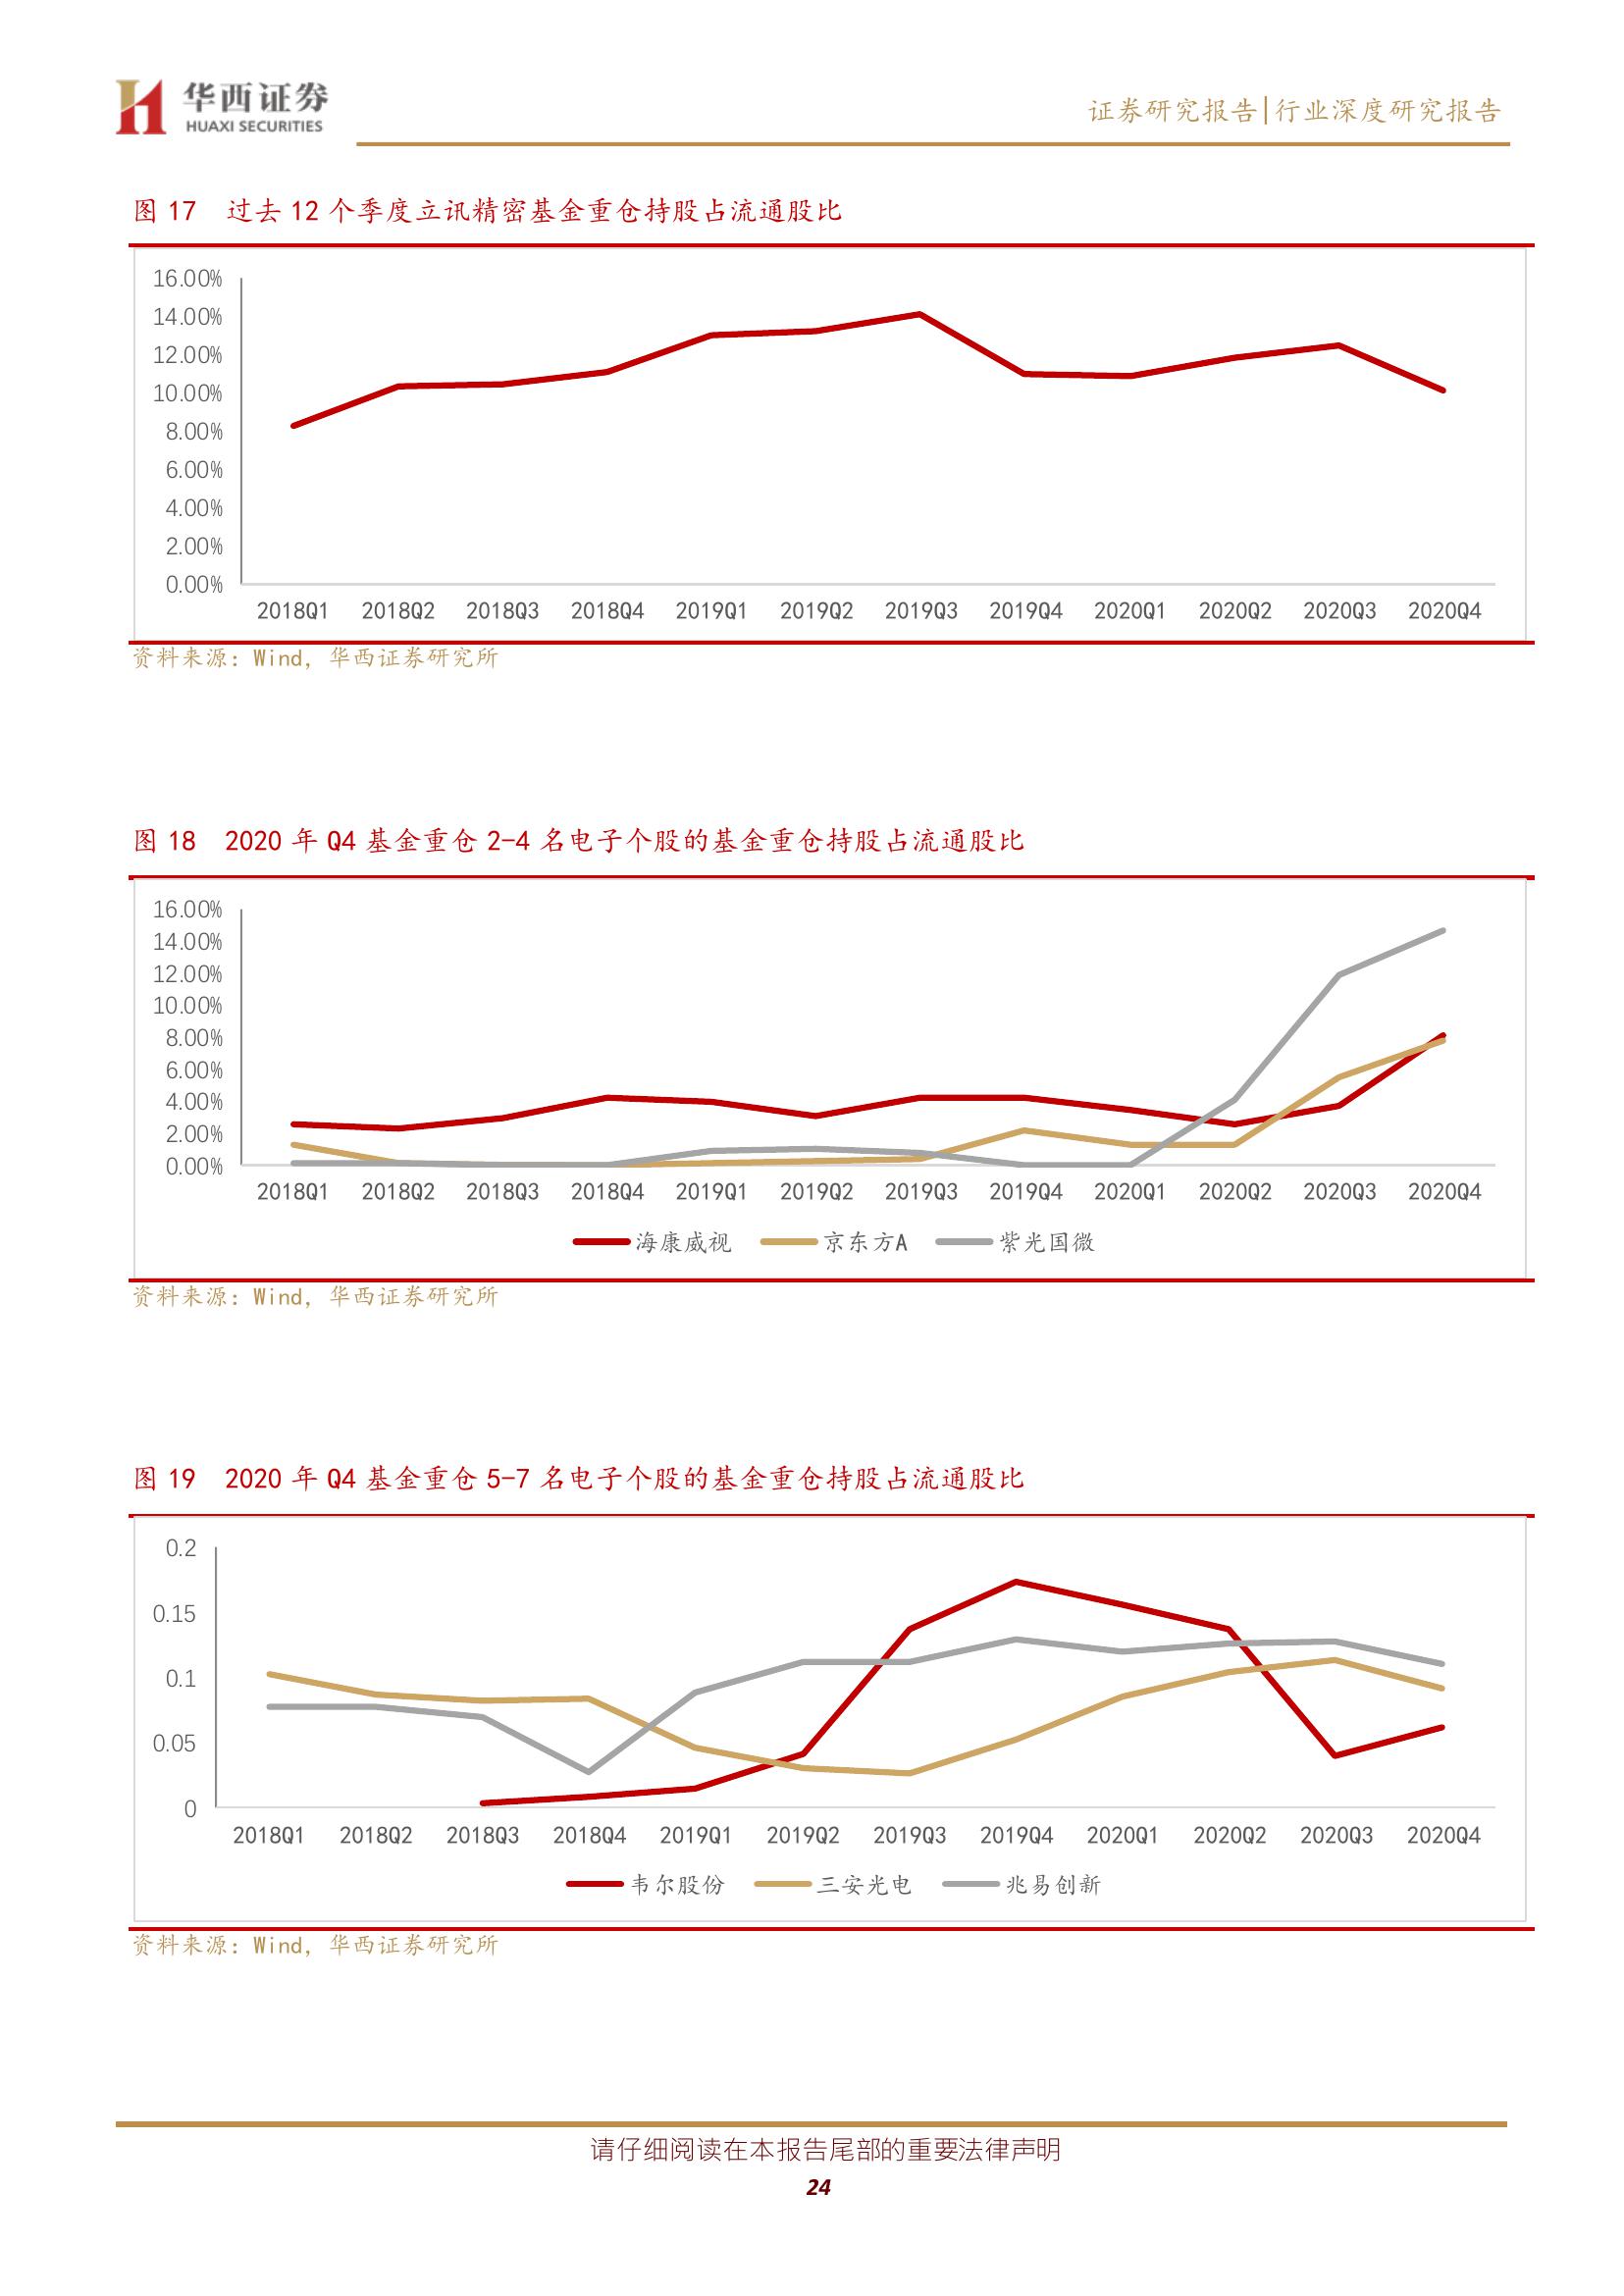 华西证券
HUAXI SECURITIES
证券研究报告|行业深度研究报告
图 17 过去 12 个季度立讯精密基金重仓持股占流通股比
16.00%
14.00%
12.00%
10.00%
8.00%
6.00%
4.00%
2.00%
0.00%
2018Q1 2018Q2 2018Q3 2018Q4 2019Q1 2019Q2 2019Q3 2019Q4 2020Q1 2020Q2 2020Q3 2020Q4
资料来源：Wind，华西证券研究所
图 18 2020 年 Q4 基金重仓 2-4 名电子个股的基金重仓持股占流通股比
16.00%
14.00%
12.00%
10.00%
8.00%
6.00%
4.00%
2.00%
0.00%
2018Q1 2018Q2 2018Q3 2018Q4 2019Q1 2019Q2 2019Q3 2019Q4 2020Q1 2020Q2 2020Q3 2020Q4
海康威视 京东方A 紫光国微
资料来源：Wind，华西证券研究所
图 19 2020 年 Q4 基金重仓 5-7 名电子个股的基金重仓持股占流通股比
0.2
0.15
0.1
0.05
0
2018Q1 2018Q2 2018Q3 2018Q4 2019Q1 2019Q2 2019Q3 2019Q4 2020Q1 2020Q2 2020Q3 2020Q4
韦尔股份 三安光电 兆易创新
资料来源：Wind，华西证券研究所
请仔细阅读在本报告尾部的重要法律声明
24